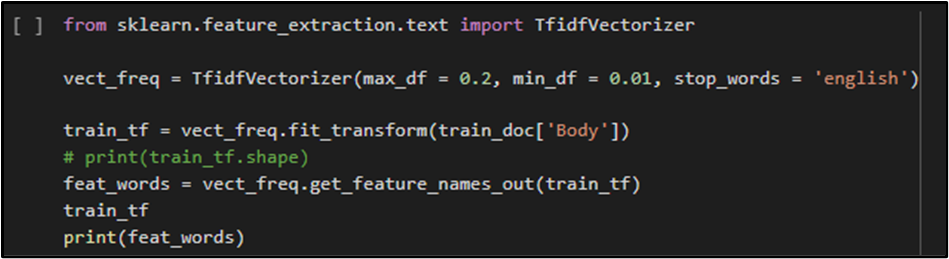 [ ] from sklearn.feature_extraction.text import TfidfVectorizer
vect_freq = TfidfVectorizer(max_df = 0.2, min_df = 0.01, stop_words = 'english')
train_tf = vect_freq.fit_transform(train_doc['Body'])
# print(train_tf.shape)
feat_words = vect_freq.get_feature_names_out(train_tf)
train_tf
print(feat_words)